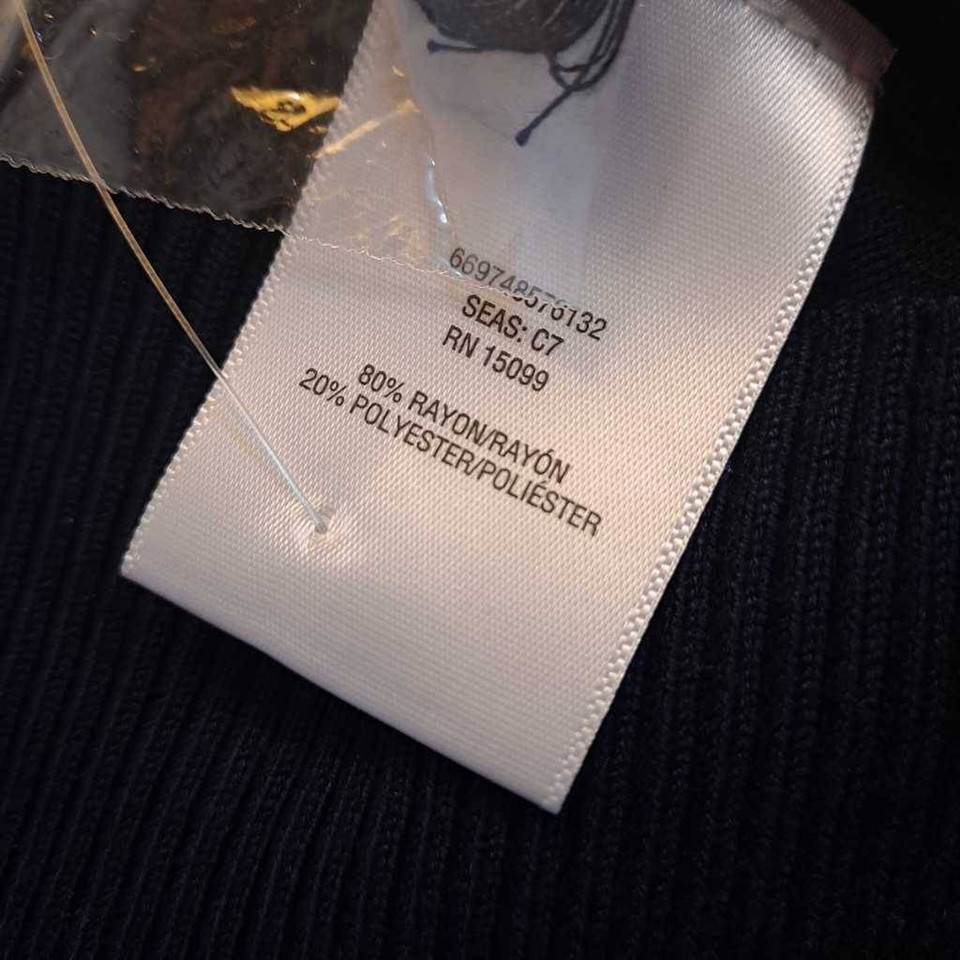 669748576132
SEAS: C7
RN 15099
80% RAYON/RAYÓN
20% POLYESTER/POLIÉSTER